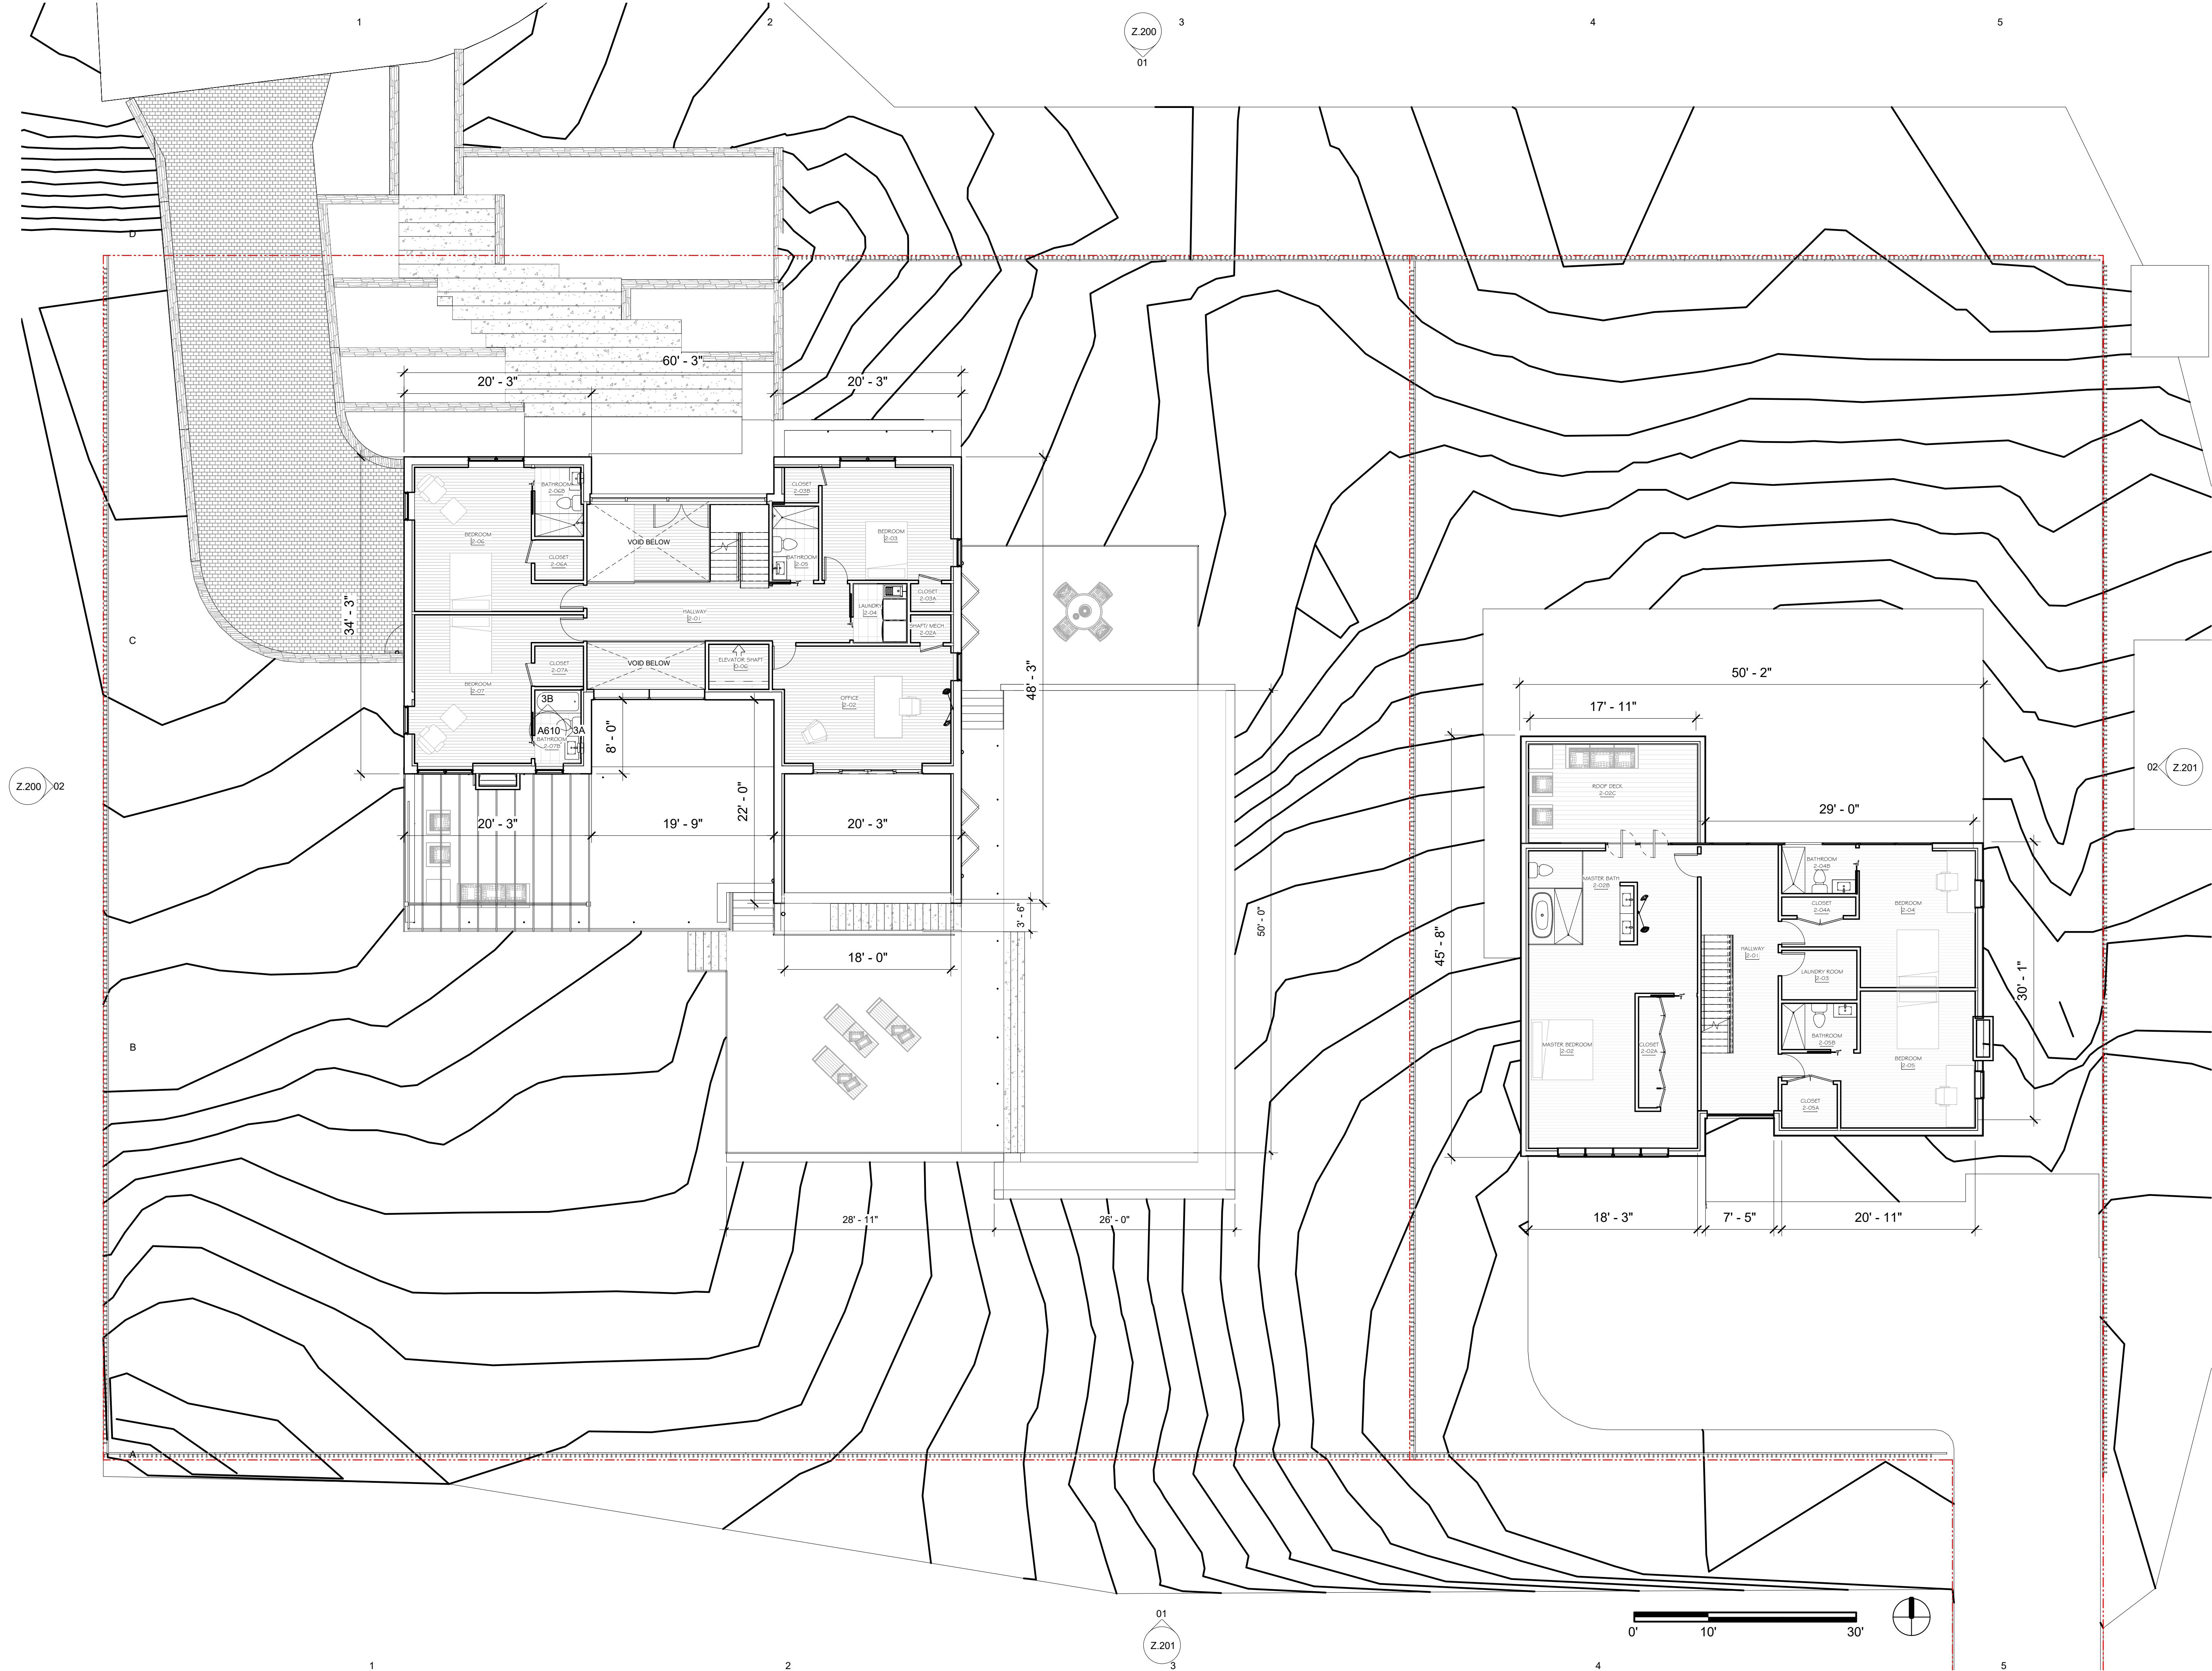 1
2
3
4
5
Z.200
01
D
60' - 3"
20' - 3"
20' - 3"
BATHROOM
2-06B
CLOSET
2-03B
BEDROOM
2-06
VOID BELOW
BEDROOM
2-03
CLOSET
2-06A
BATHROOM
2-05
CLOSET
2-03A
34' - 3"
HALLWAY
2-01
LAUNDRY
2-04
SHAFT/ MECH.
2-02A
C
CLOSET
2-07A
VOID BELOW
ELEVATOR SHAFT
0-06
BEDROOM
2-07
OFFICE
2-02
48' - 3"
3B
A610
3A
BATHROOM
2-07B
8' - 0"
22' - 0"
20' - 3"
19' - 9"
20' - 3"
3' - 6"
50' - 0"
18' - 0"
28' - 11"
26' - 0"
Z.200
02
02
Z.201
50' - 2"
17' - 11"
ROOF DECK
2-02C
29' - 0"
BATHROOM
2-04B
MASTER BATH
2-02B
CLOSET
2-04A
BEDROOM
2-04
45' - 8"
HALLWAY
2-01
LAUNDRY ROOM
2-03
30' - 1"
BATHROOM
2-05B
MASTER BEDROOM
2-02
CLOSET
2-02A
BEDROOM
2-05
CLOSET
2-05A
18' - 3"
7' - 5"
20' - 11"
B
A
01
Z.201
0'
10'
30'
1
2
3
4
5